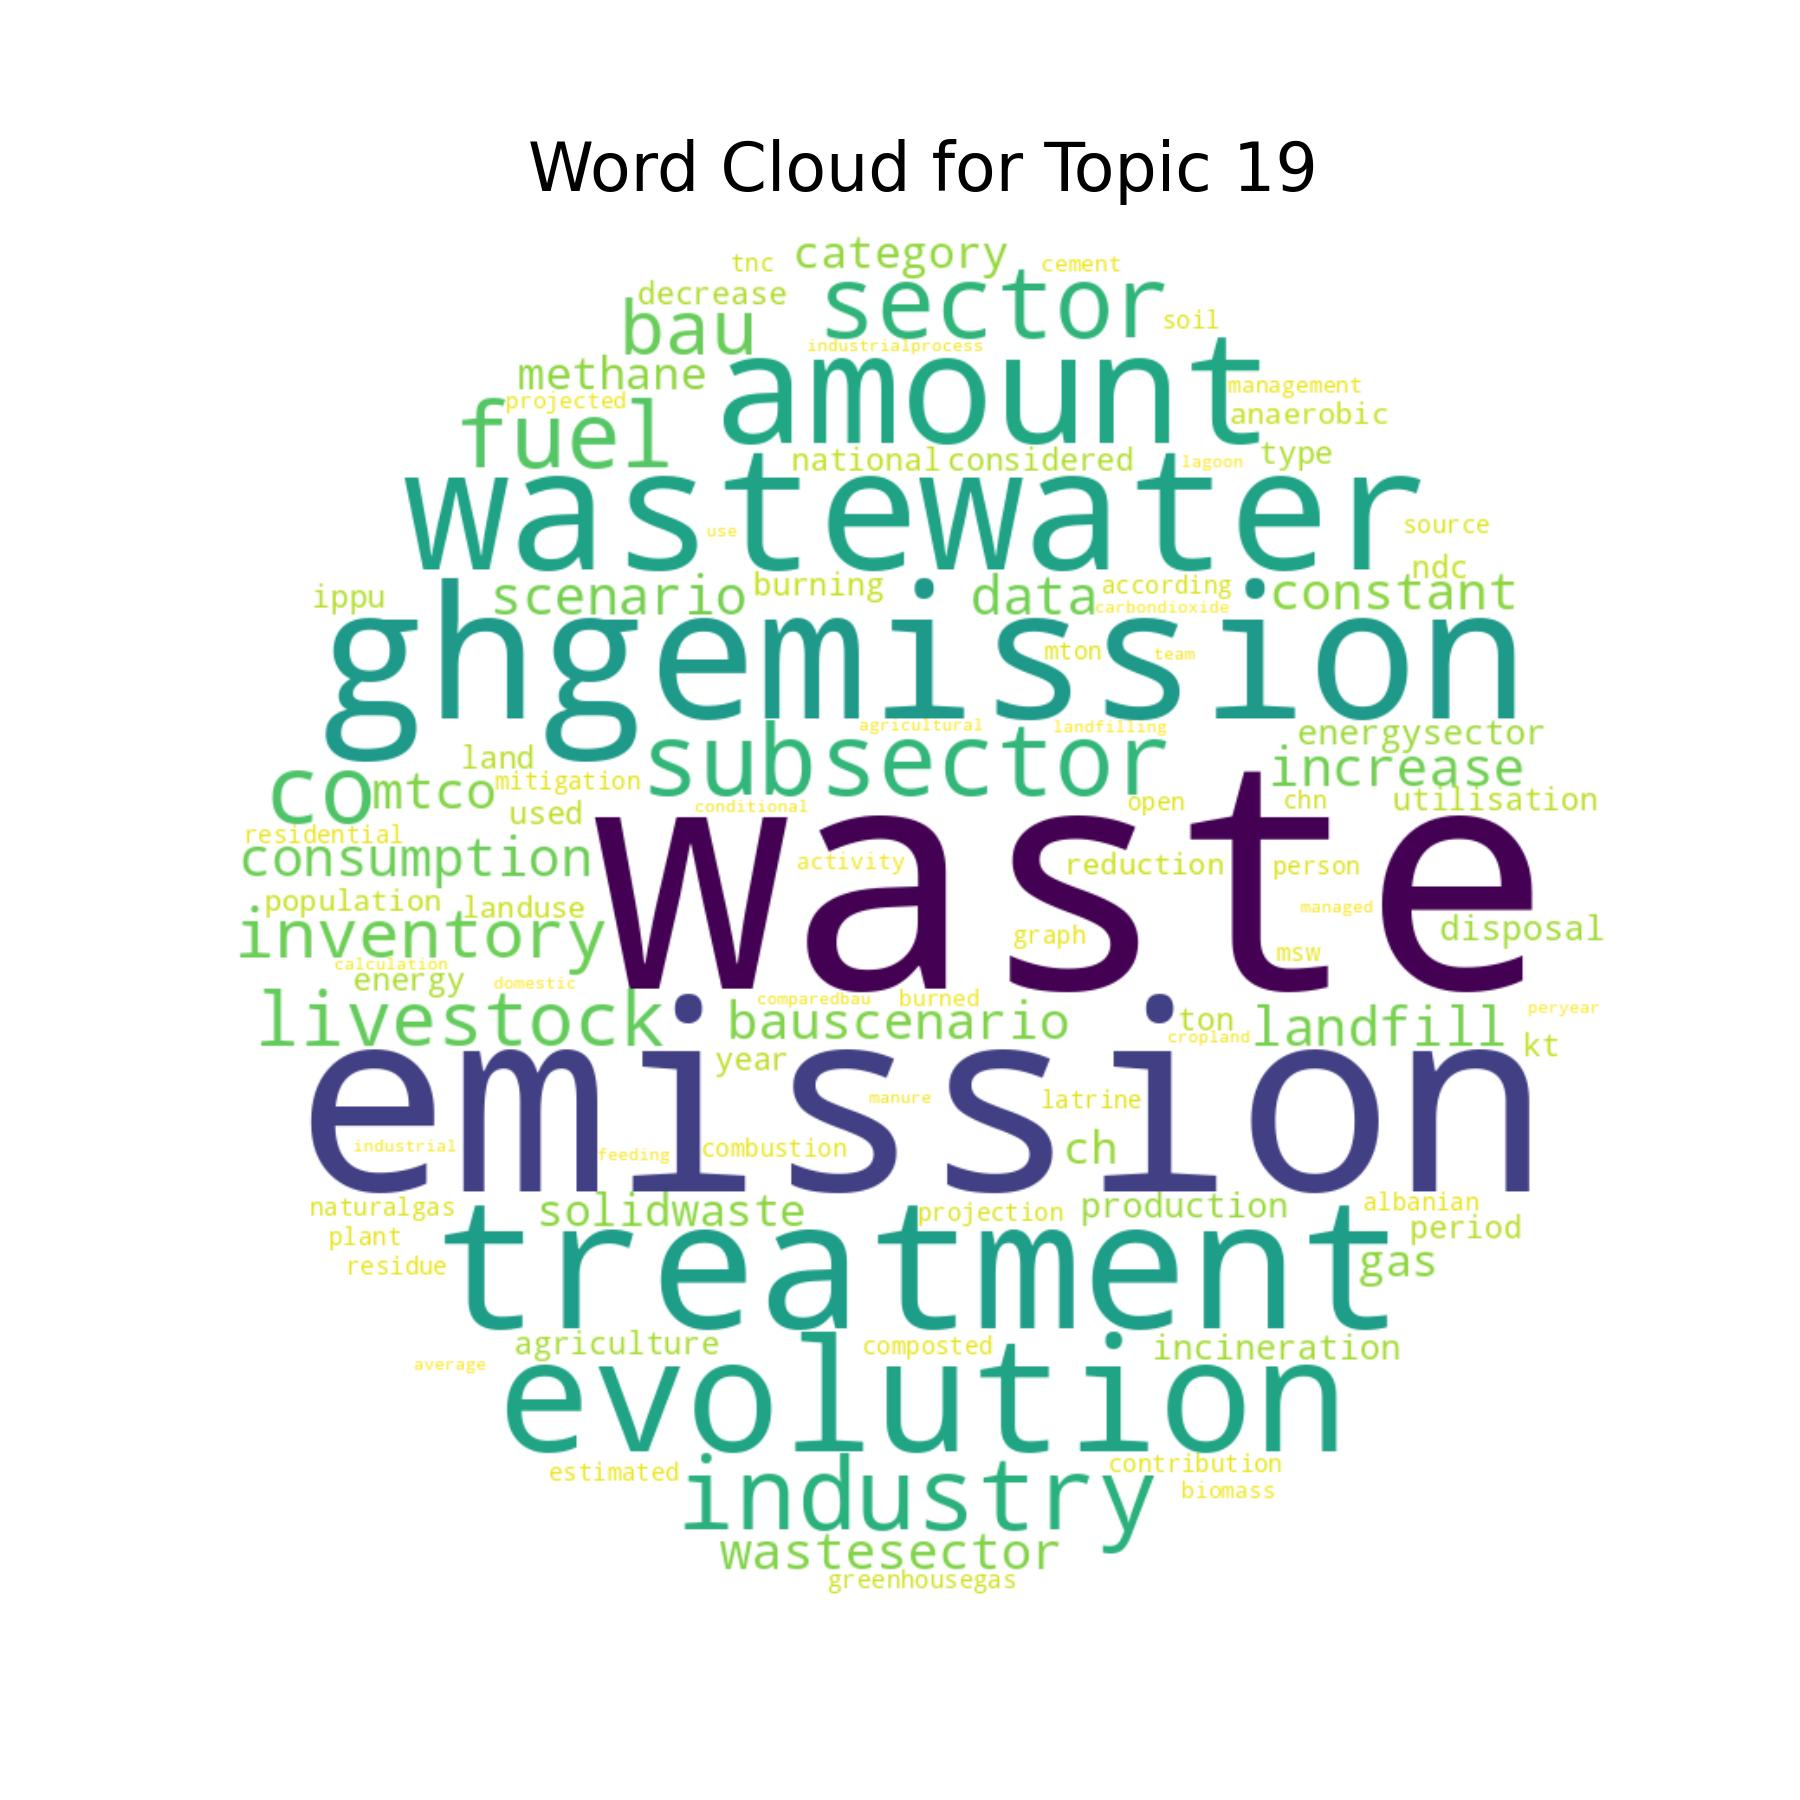 Word Cloud for Topic 19
tnc category cement
decrease sector
bau soil
industrialprocess
methane amount management
projected anaerobic
fuel
national considered lagoon type
wastewater source
use
ndc
ippu scenario burning data according constant
carbondioxide
ghgemission
mton team
agricultural landfilling
subsector energysector
land increase
co mtco mitigation
used conditional open chn utilisation
residential
consumption waste
activity reduction person
population landuse managed
inventory graph disposal
calculation msw
energy domestic
comparedbau burned peryear
livestock bauscenario ton landfill
cropland kt
year
emission
manure latrine
industrial feeding combustion ch
naturalgas solidwaste projection production albanian
plant period
treatment gas
residue
agriculture composted incineration
average
evolution
estimated contribution
industry biomass
wastesector
greenhousegas